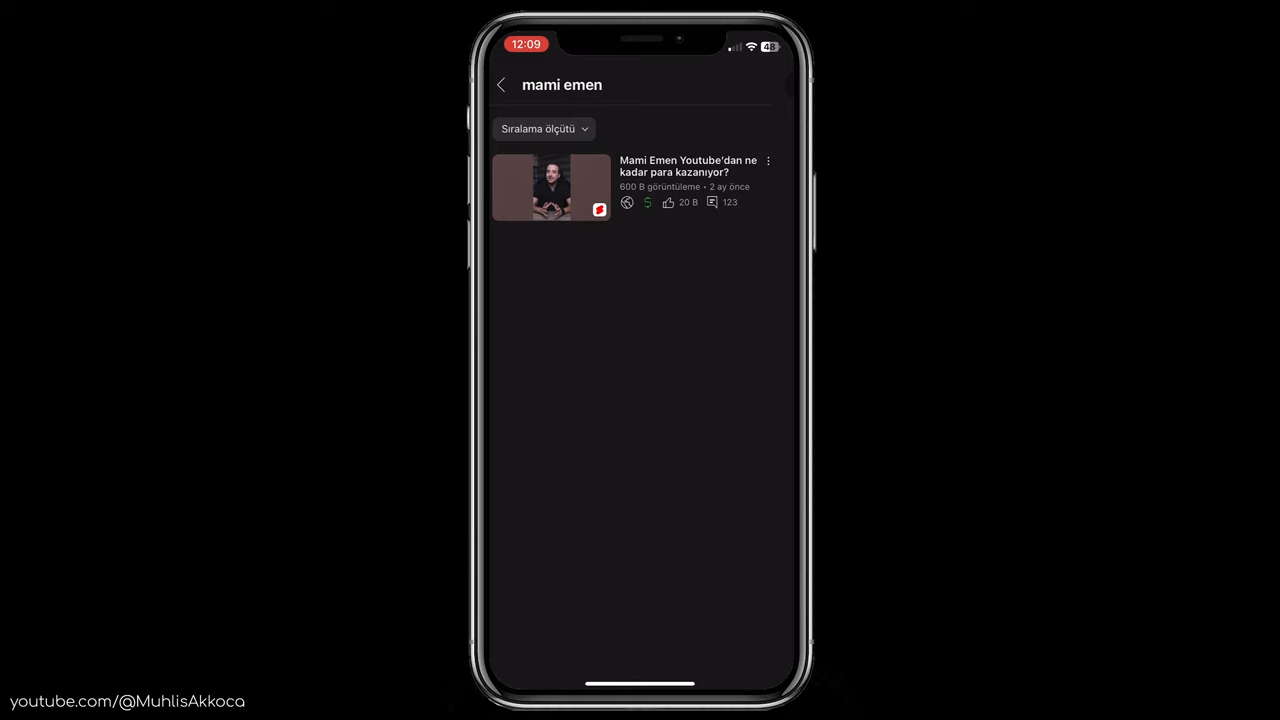 12:09
48
mami emen
Sıralama ölçütü
Mami Emen Youtube'dan ne
kadar para kazanıyor?
600 B görüntüleme • 2 ay önce
20 B 123
youtube.com/@MuhlisAkkoca